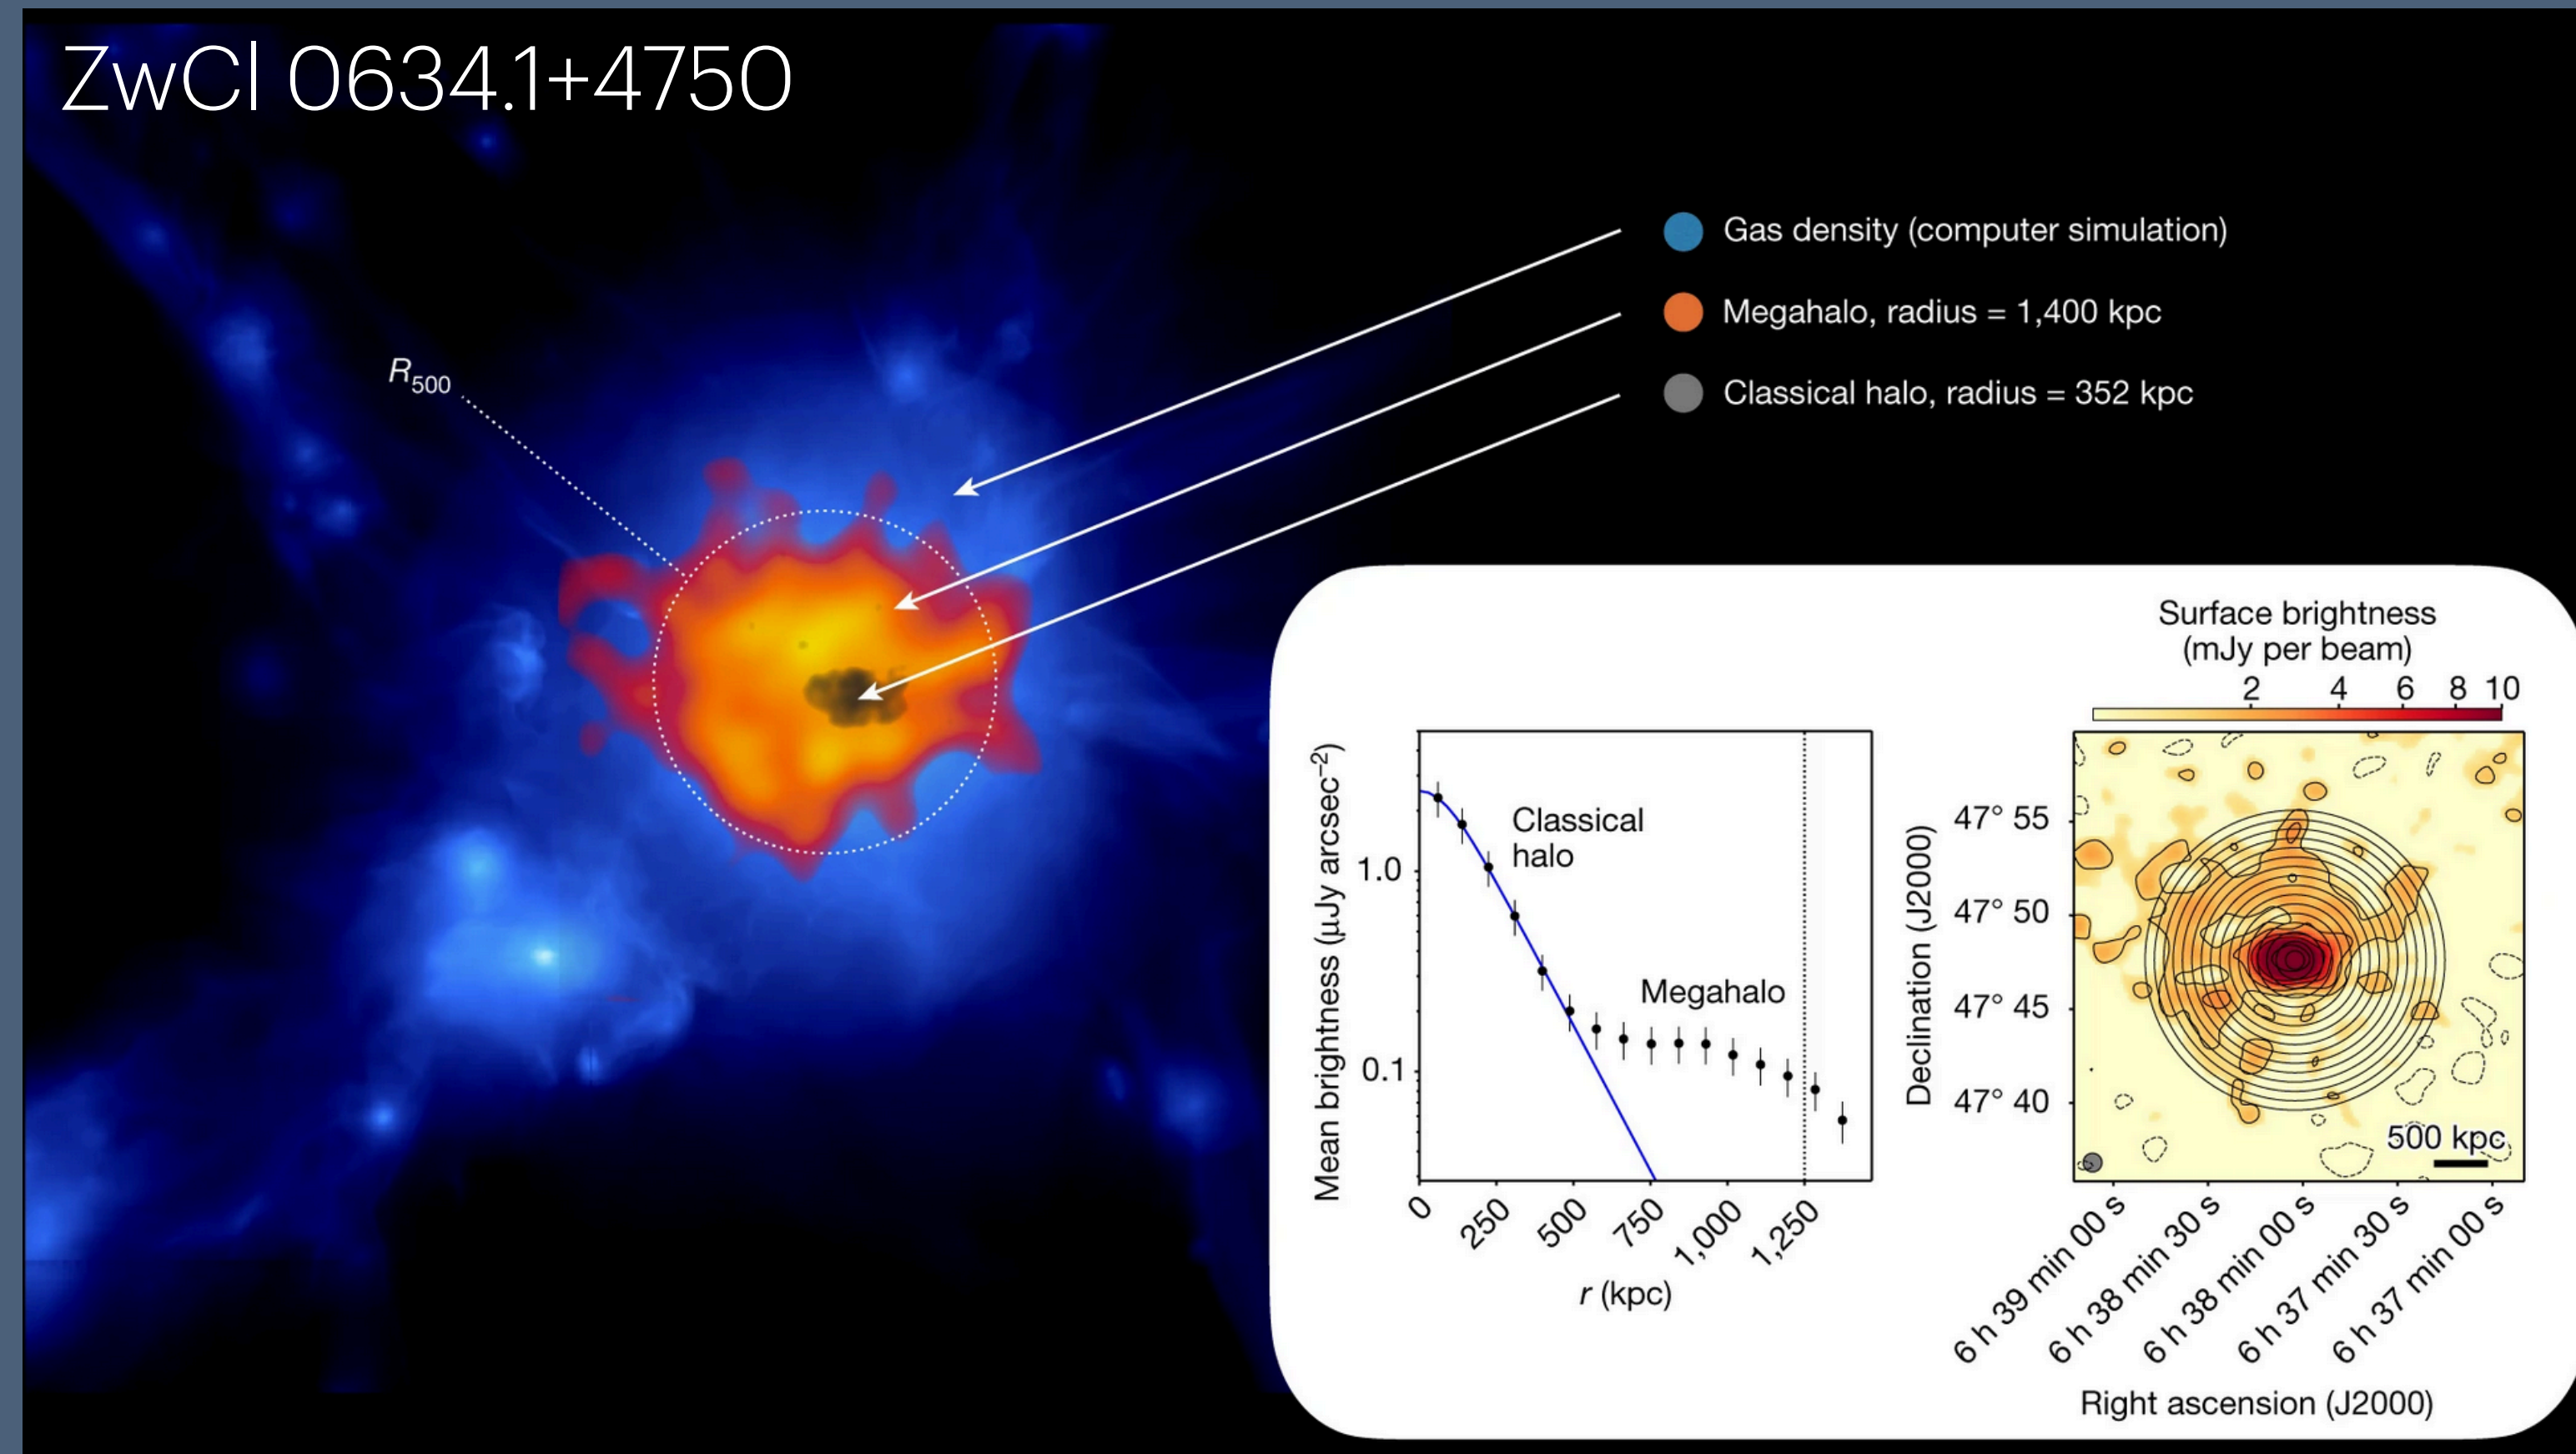 ZwCl 0634.1+4750
Gas density (computer simulation)
Megahalo, radius = 1,400 kpc
Classical halo, radius = 352 kpc
R500
Mean brightness (μJy arcsec−2)
1.0
0.1
Classical
halo
Megahalo
0
250
500
750
1,000
1,250
r (kpc)
Surface brightness
(mJy per beam)
2 4 6 8 10
Declination (J2000)
47° 55
47° 50
47° 45
47° 40
500 kpc
6 h 39 min 00 s
6 h 38 min 30 s
6 h 38 min 00 s
6 h 37 min 30 s
6 h 37 min 00 s
Right ascension (J2000)